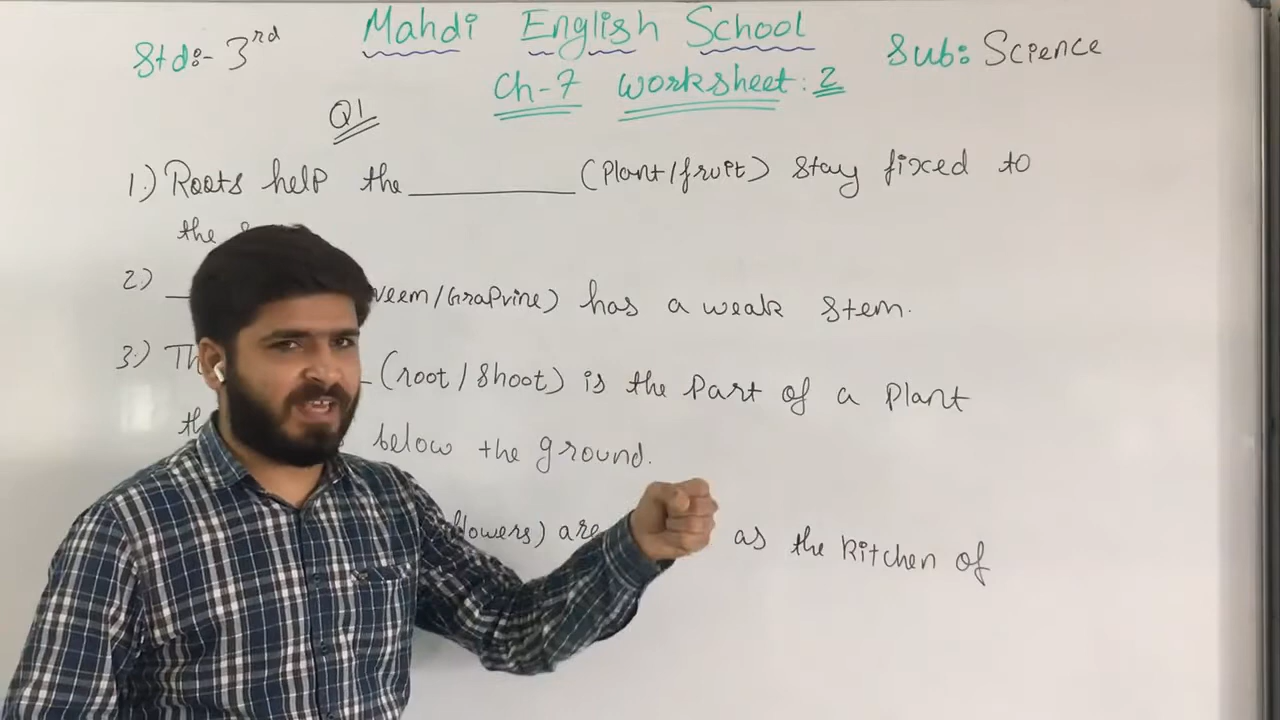 Std:- 3rd
Mahdi English School
Sub: Science
Ch-7 Worksheet: 2
Q1
1.) Roots help the ________ (Plant/fruit) stay fixed to
the
2.) (Neem/Grapvine) has a weak stem.
3.) (root/shoot) is the Part of a Plant
below the ground.
flowers) are as the Kitchen of